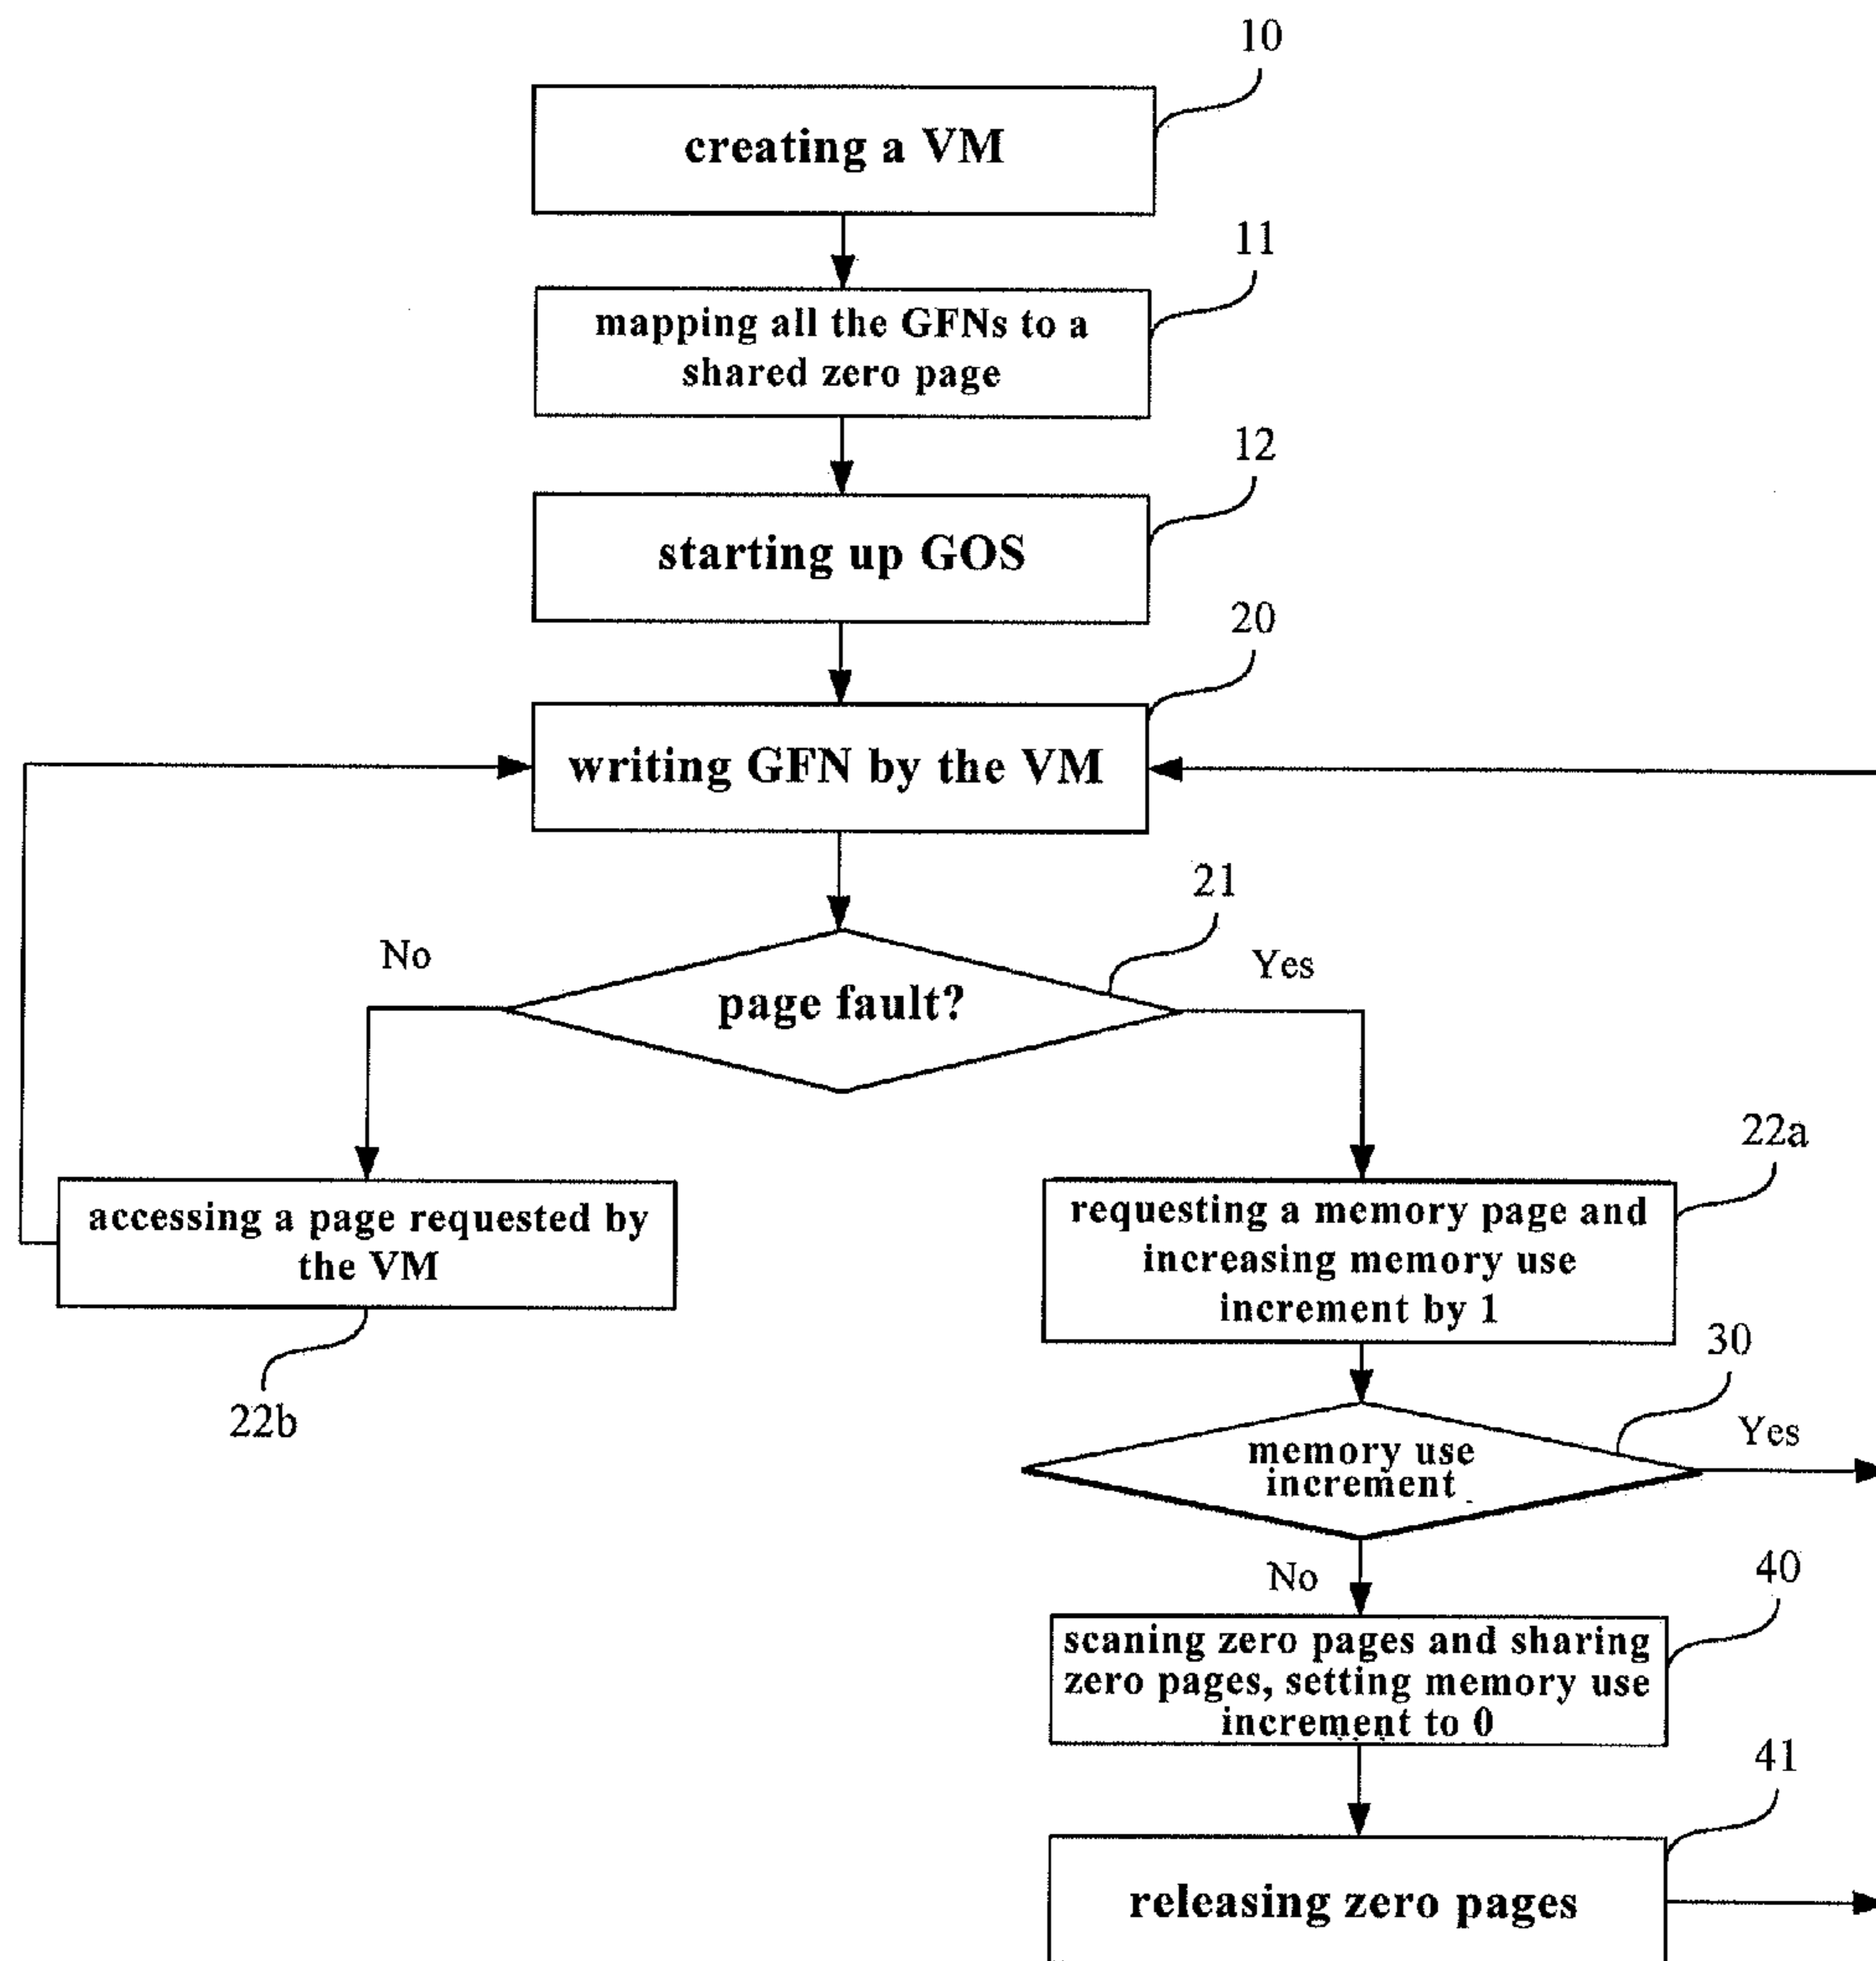 10
creating a VM
11
mapping all the GFNs to a
shared zero page
12
starting up GOS
20
writing GFN by the VM
21
No
Yes
page fault?
22a
accessing a page requested by
the VM
22b
requesting a memory page and
increasing memory use
increment by 1
30
Yes
memory use
increment
No
40
scaning zero pages and sharing
zero pages, setting memory use
increment to 0
41
releasing zero pages